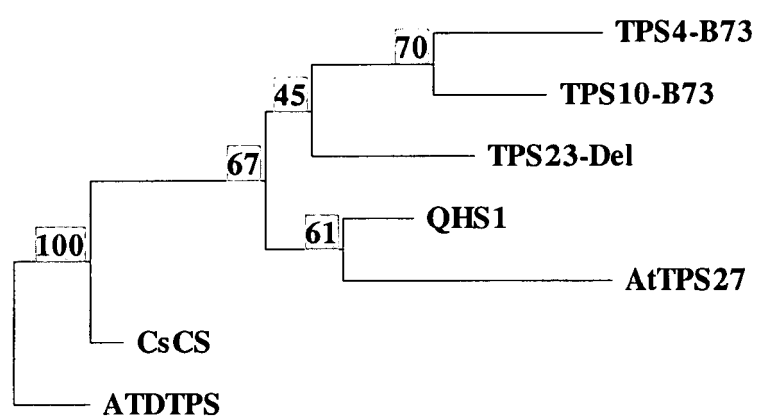 TPS4-B73
70
TPS10-B73
45
TPS23-Del
67
QHS1
61
AtTPS27
100
CsCS
ATDTPS